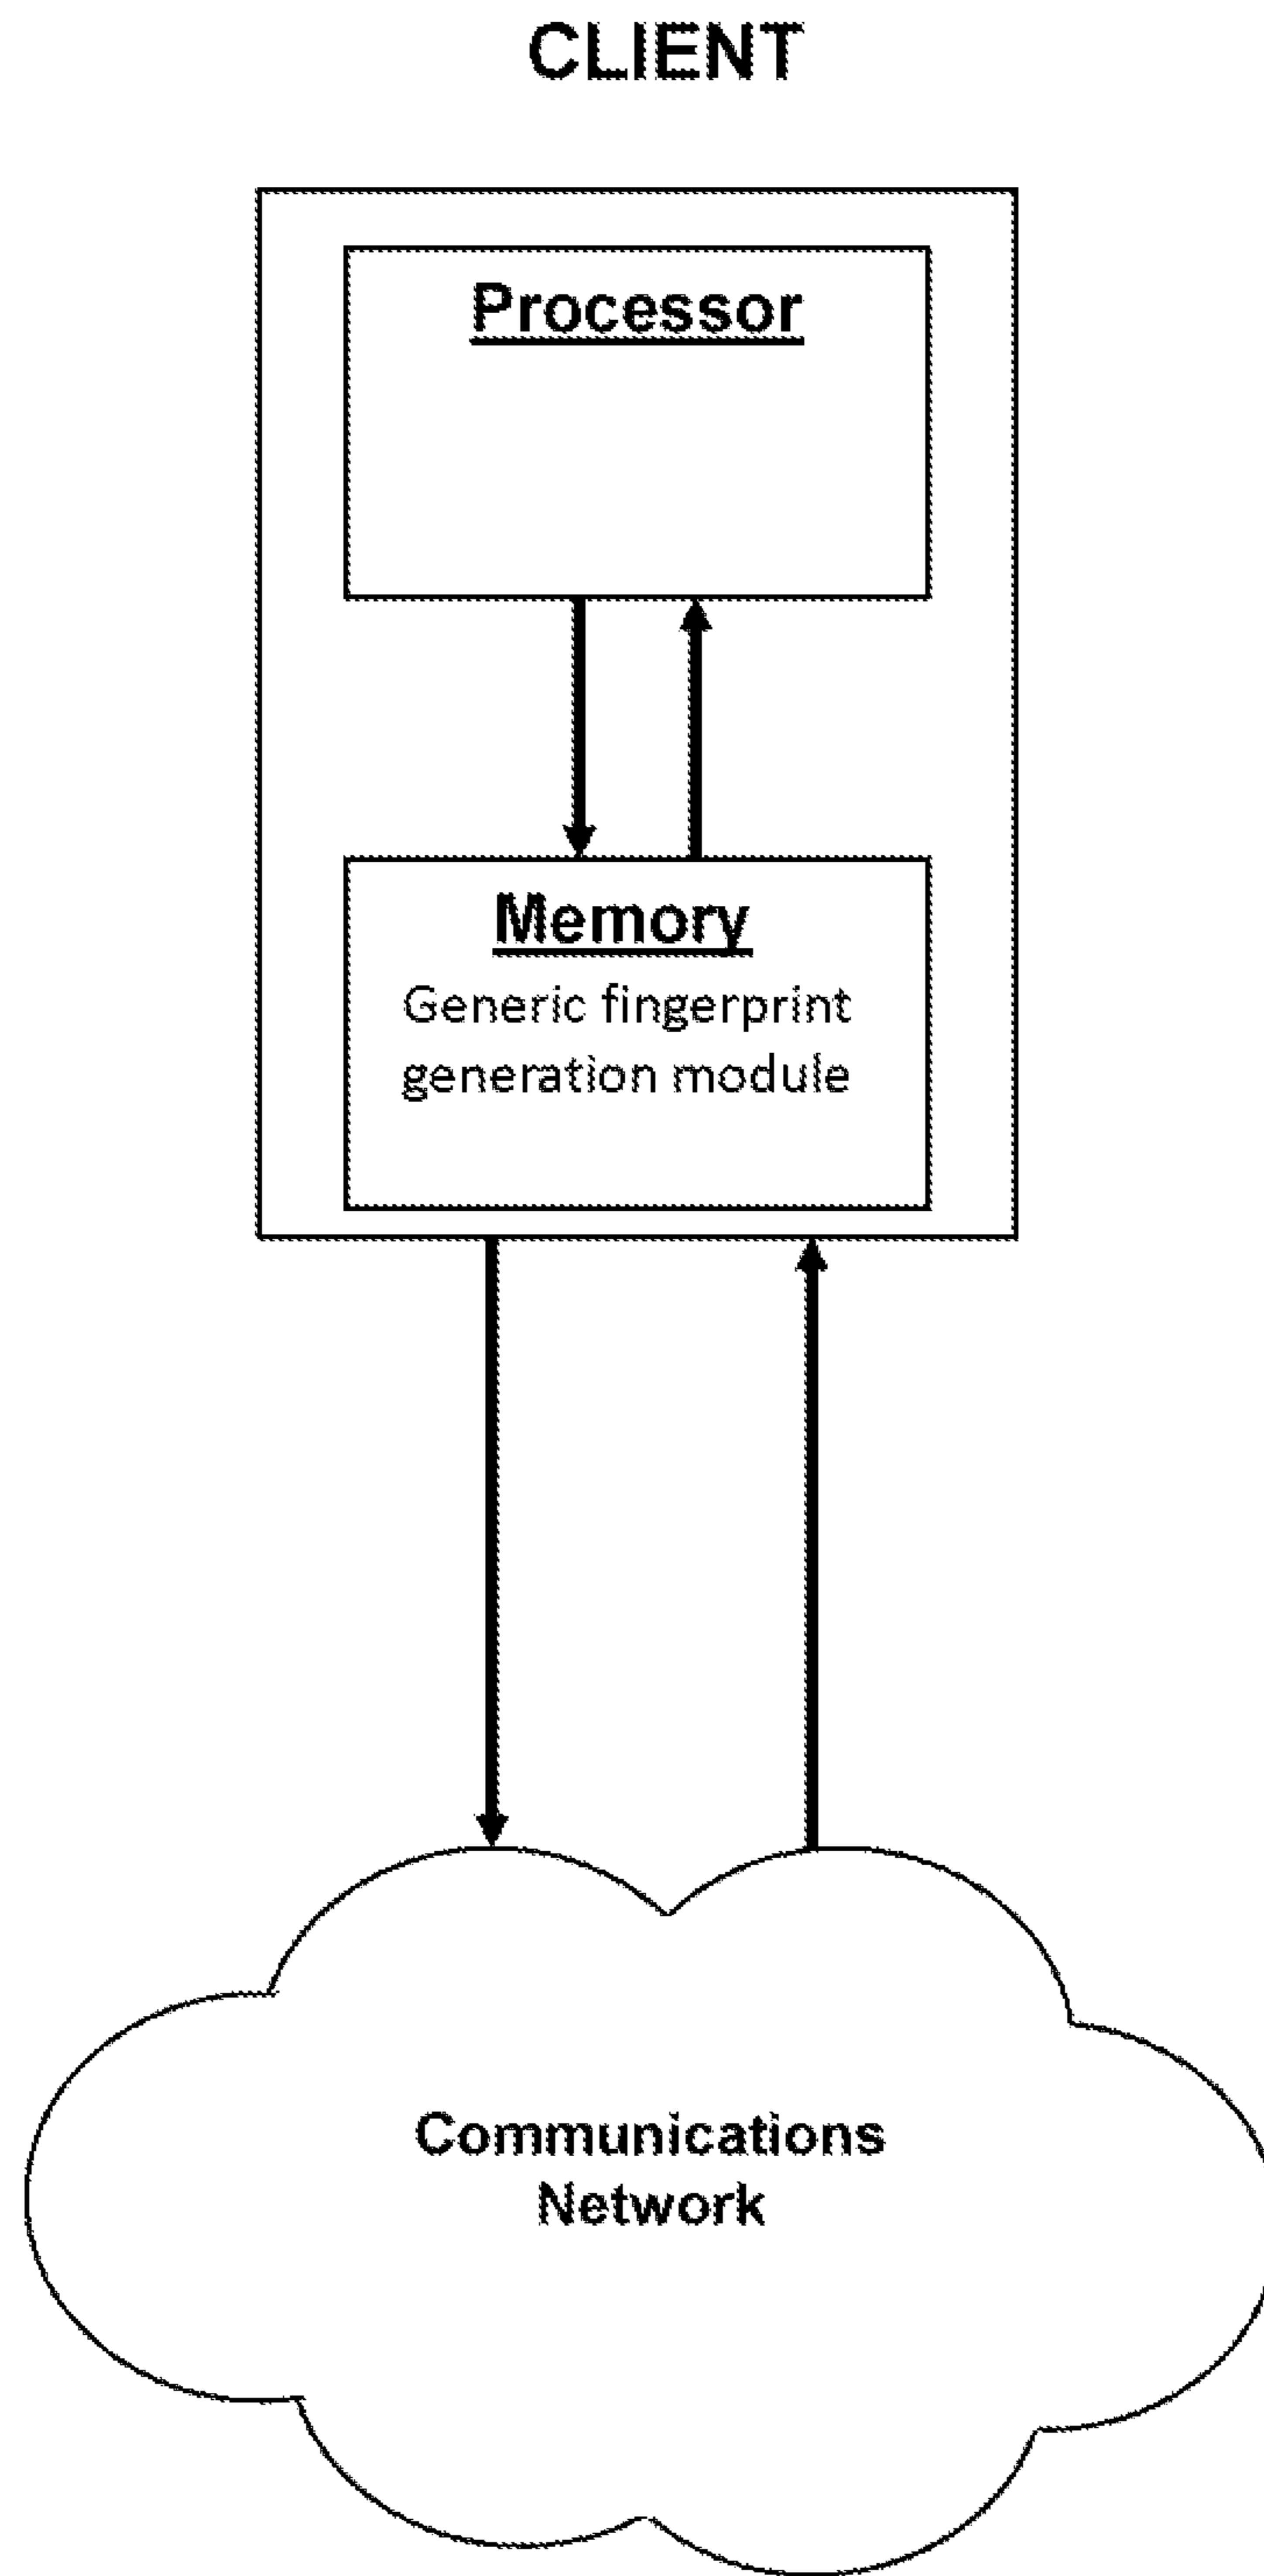 CLIENT
Processor
Memory
Generic fingerprint
generation module
Communications
Network